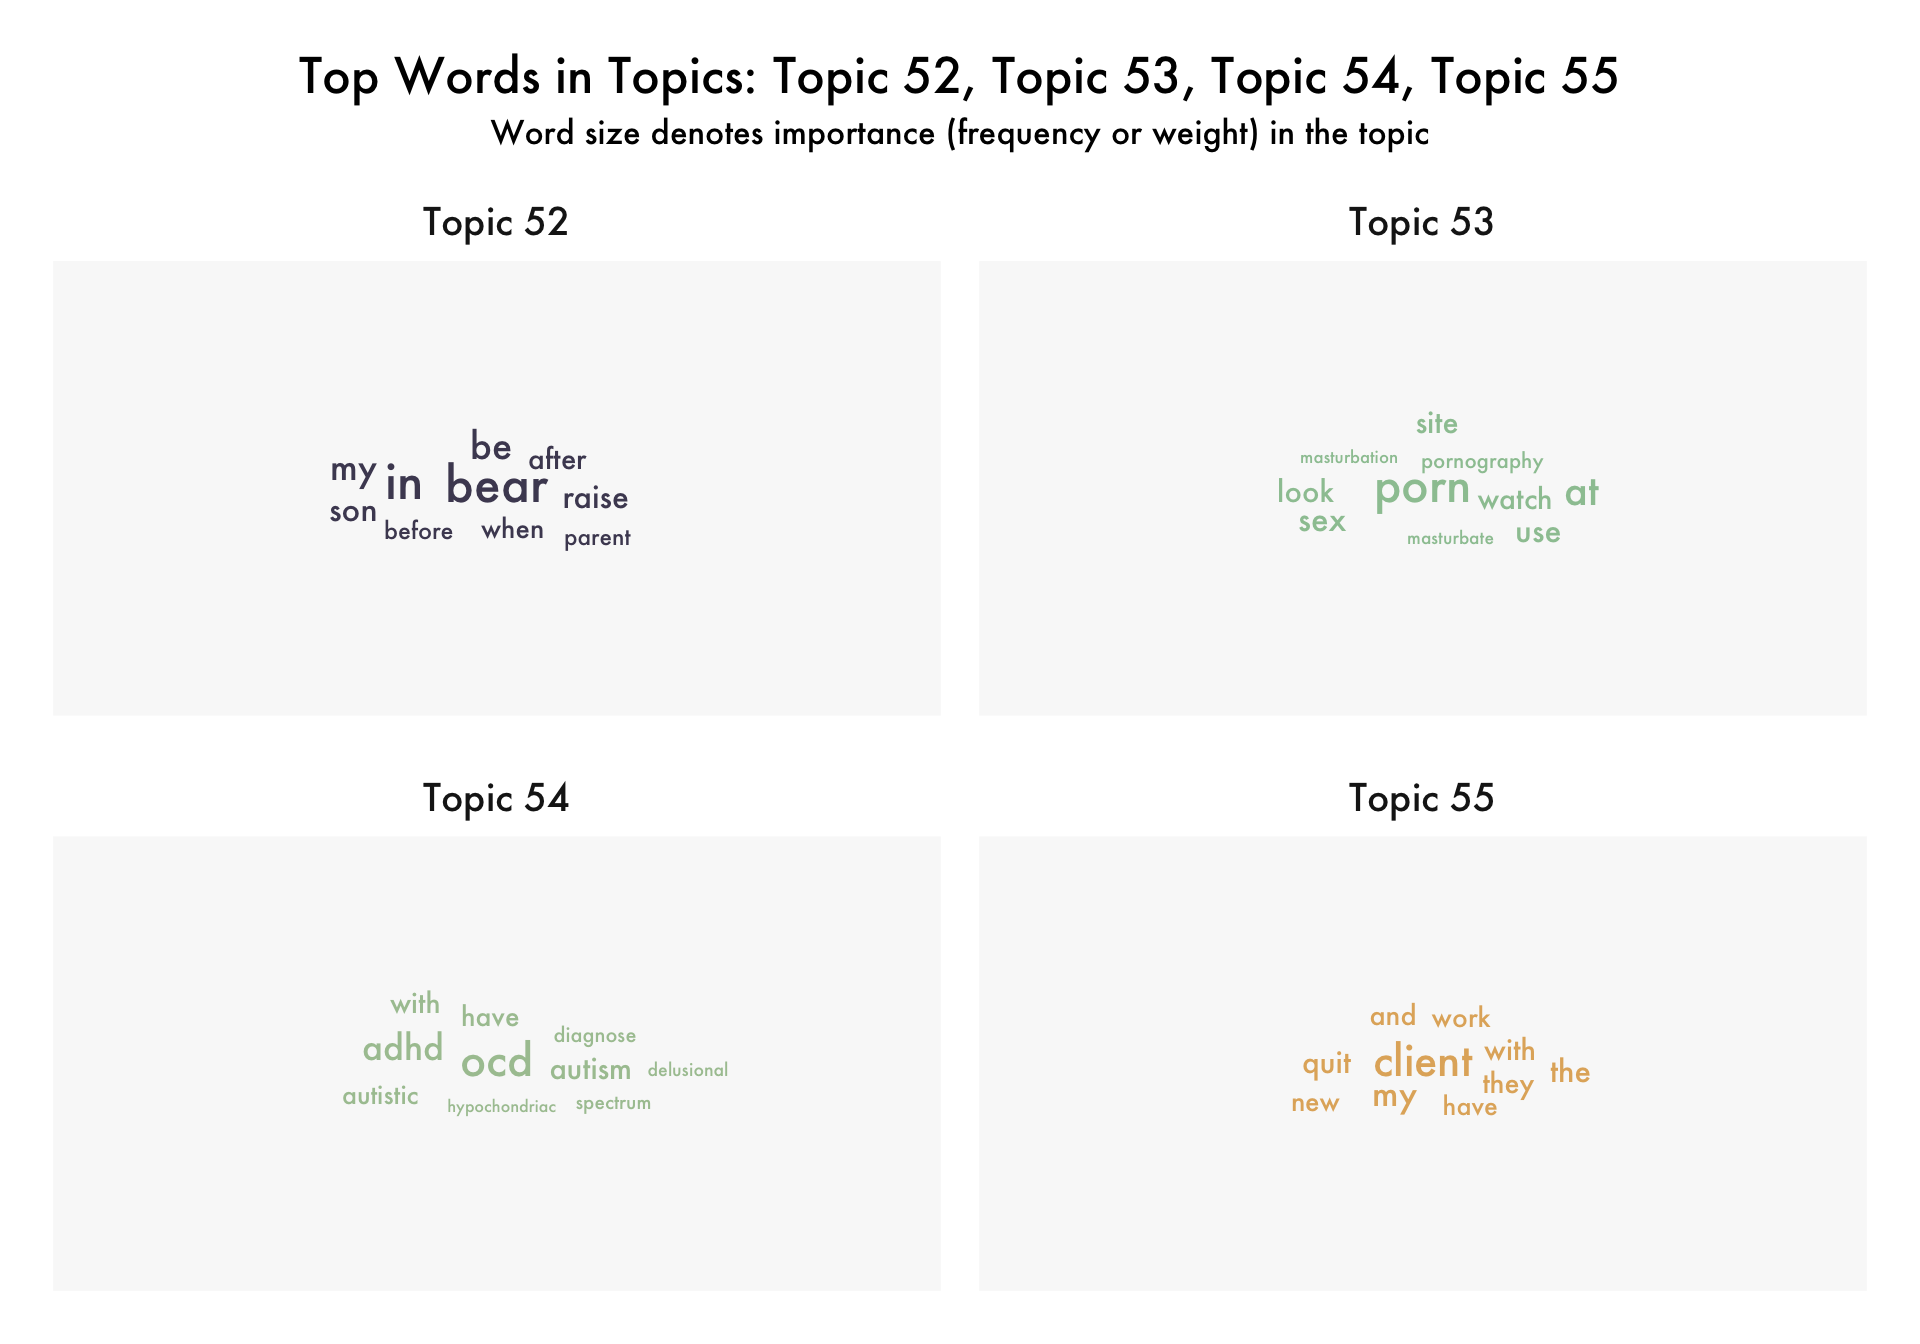 Top Words in Topics: Topic 52, Topic 53, Topic 54, Topic 55
Word size denotes importance (frequency or weight) in the topic
Topic 52
be
after
my in bear raise
son
before when parent
Topic 53
site
masturbation pornography
look porn watch at
sex
masturbate use
Topic 54
with have
diagnose
adhd ocd autism delusional
autistic hypochondriac spectrum
Topic 55
and work
quit client with the
they
new my have